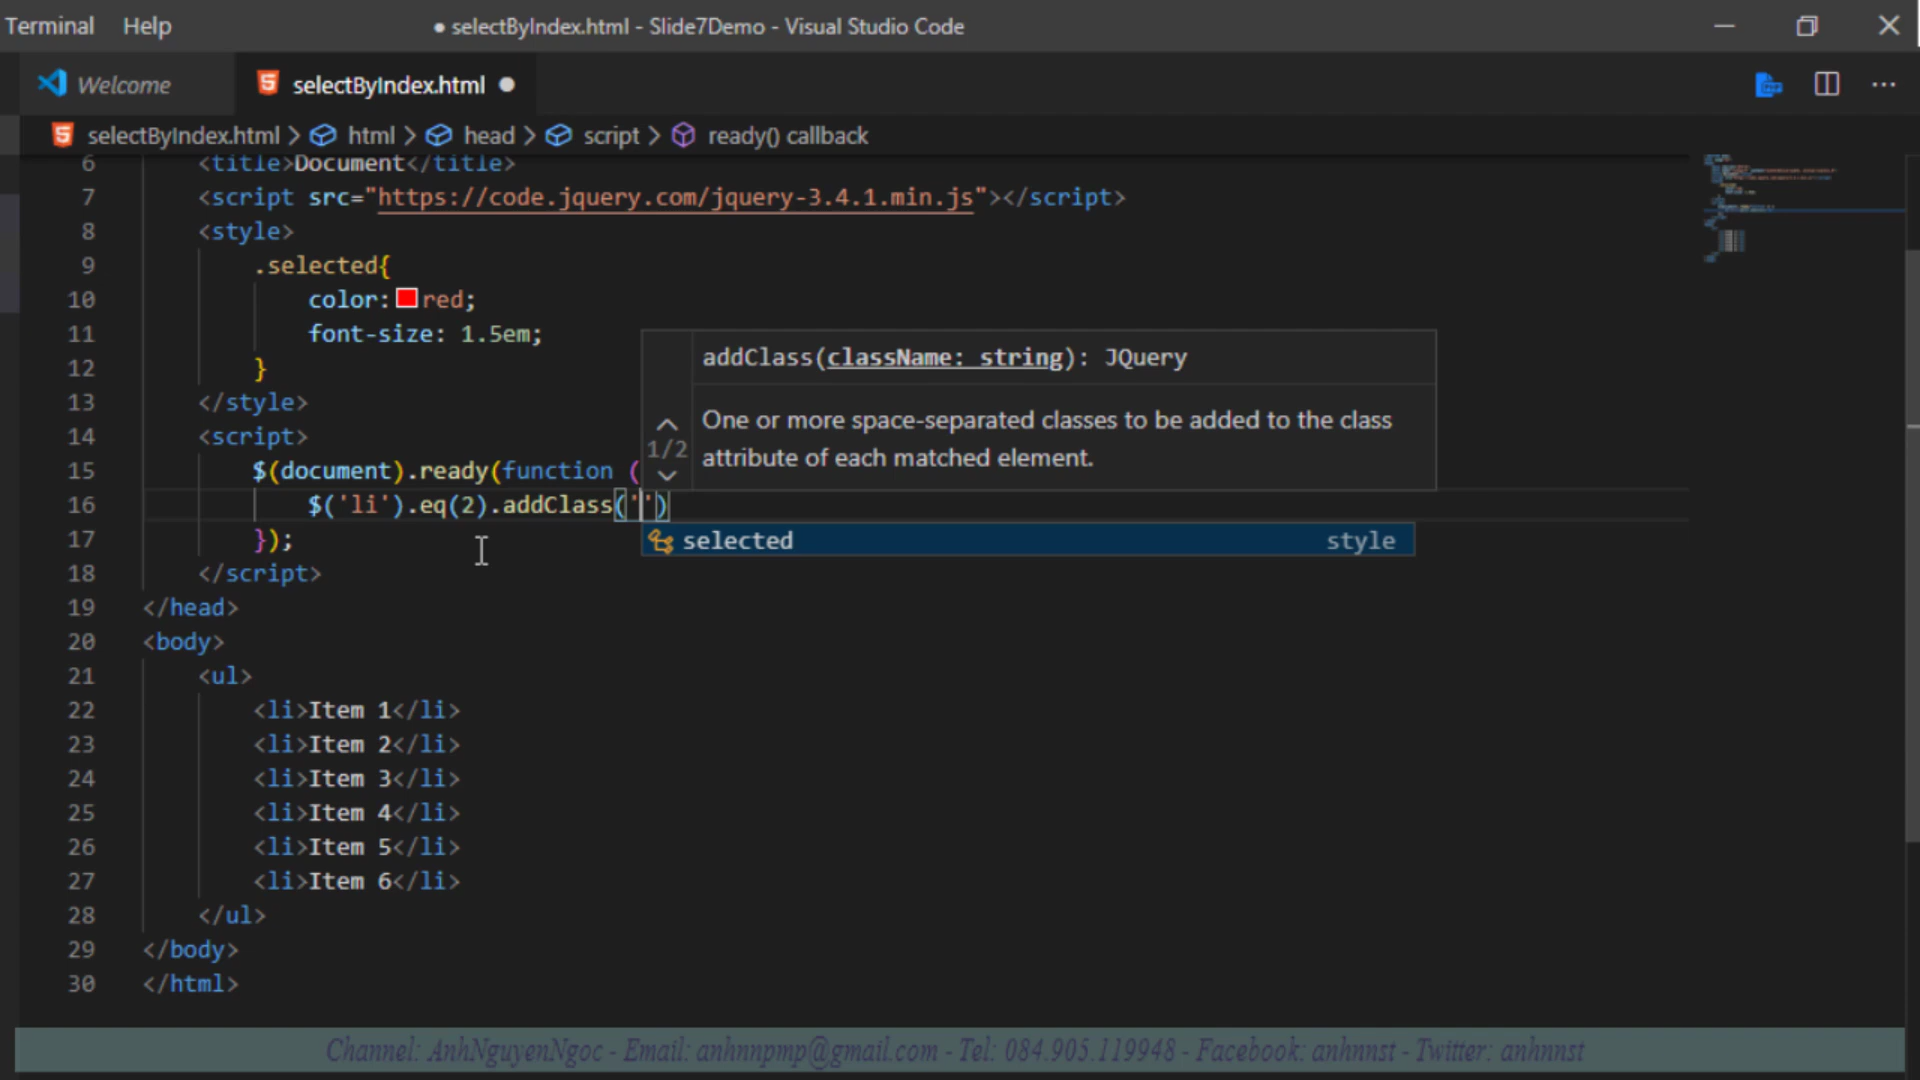 Terminal Help ● selectByIndex.html - Slide7Demo - Visual Studio Code
Welcome selectByIndex.html ●
selectByIndex.html > html > head > script > ready() callback
6 <title>Document</title>
7 <script src="https://code.jquery.com/jquery-3.4.1.min.js"></script>
8 <style>
9 .selected{
10 color: red;
11 font-size: 1.5em;
12 }
13 </style>
14 <script>
15 $(document).ready(function (
16 $('li').eq(2).addClass('')
17 });
18 </script>
19 </head>
20 <body>
21 <ul>
22 <li>Item 1</li>
23 <li>Item 2</li>
24 <li>Item 3</li>
25 <li>Item 4</li>
26 <li>Item 5</li>
27 <li>Item 6</li>
28 </ul>
29 </body>
30 </html>
addClass(className: string): JQuery
1/2
One or more space-separated classes to be added to the class
attribute of each matched element.
selected style
Channel: AnhNguyenNgoc - Email: anhnnpmp@gmail.com - Tel: 084.905.119948 - Facebook: anhnnst - Twitter: anhnnst